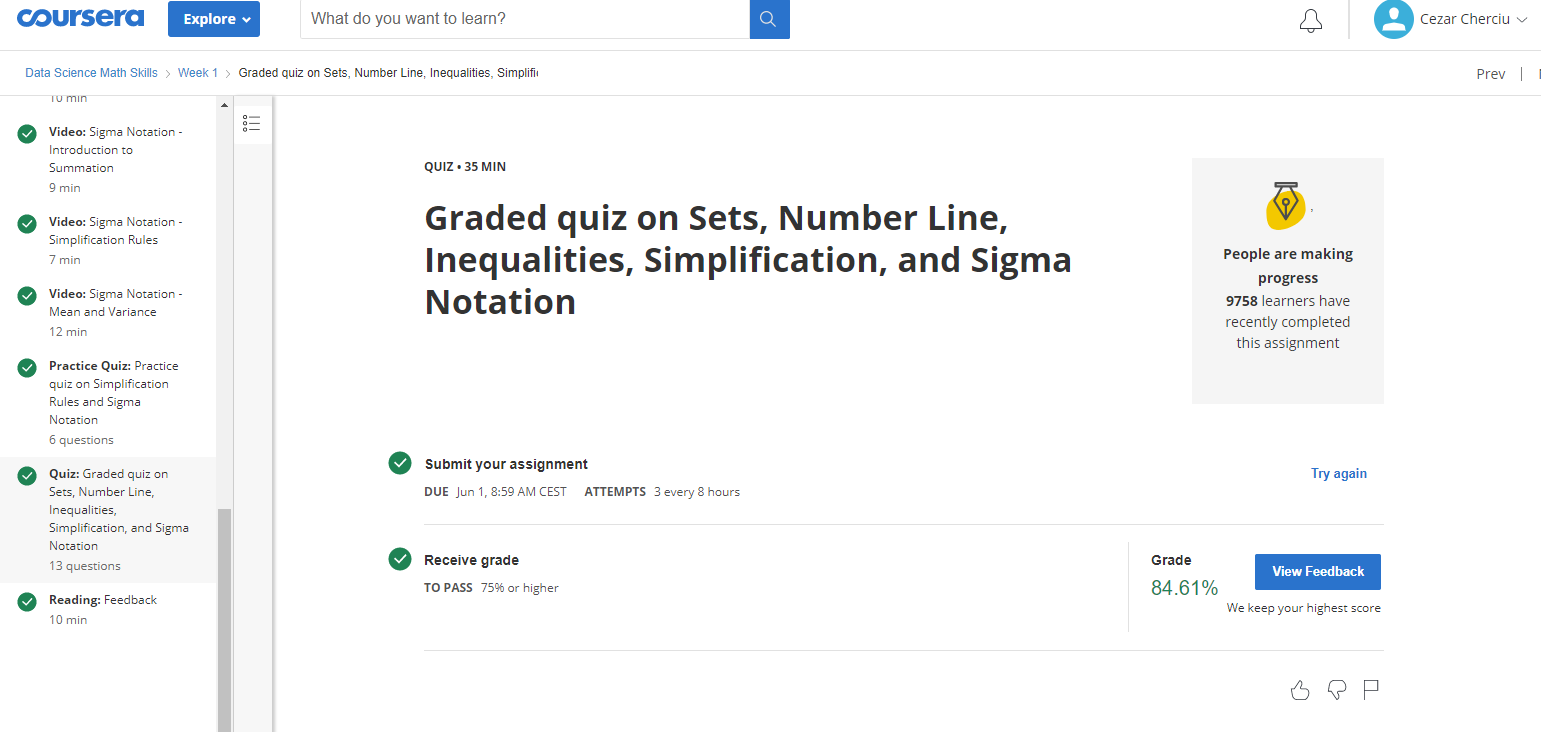 coursera
Explore
What do you want to learn?
Cezar Cherciu
Data Science Math Skills
Week 1
Graded quiz on Sets, Number Line, Inequalities, Simplifi
Prev
10 min
Video: Sigma Notation -
Introduction to
Summation
9 min
Video: Sigma Notation -
Simplification Rules
7 min
Video: Sigma Notation -
Mean and Variance
12 min
Practice Quiz: Practice
quiz on Simplification
Rules and Sigma
Notation
6 questions
Quiz: Graded quiz on
Sets, Number Line,
Inequalities,
Simplification, and Sigma
Notation
13 questions
Reading: Feedback
10 min
QUIZ • 35 MIN
Graded quiz on Sets, Number Line,
Inequalities, Simplification, and Sigma
Notation
People are making
progress
9758 learners have
recently completed
this assignment
Submit your assignment
DUE Jun 1, 8:59 AM CEST ATTEMPTS 3 every 8 hours
Try again
Receive grade
TO PASS 75% or higher
Grade
84.61%
View Feedback
We keep your highest score